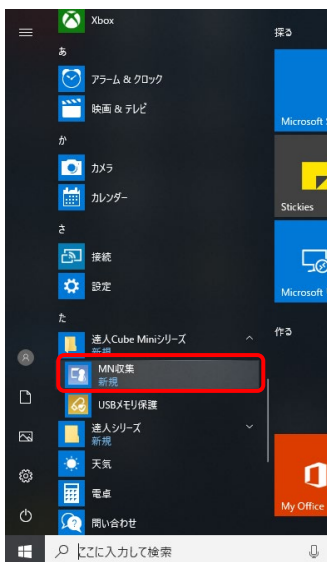 Xbox
あ
アラーム & クロック
映画 & テレビ
か
カメラ
カレンダー
さ
接続
設定
た
達人Cube Miniシリーズ
新規
MN収集
新規
USBメモリ保護
達人シリーズ
新規
天気
電卓
問い合わせ
ここに入力して検索
探る
Microsoft
Stickies
Microsoft
作る
My Office